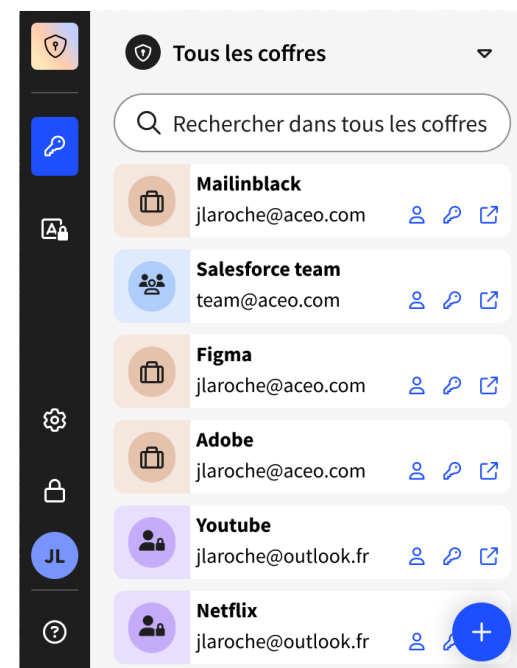 Tous les coffres
Rechercher dans tous les coffres
Mailinblack
jlaroche@aceo.com
Salesforce team
team@aceo.com
Figma
jlaroche@aceo.com
Adobe
jlaroche@aceo.com
Youtube
jlaroche@outlook.fr
JL
Netflix
jlaroche@outlook.fr